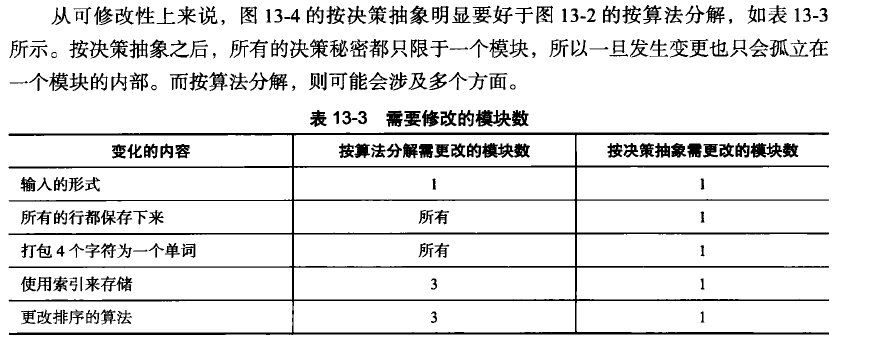 从可修改性上来说，图 13-4 的按决策抽象明显要好于图 13-2 的按算法分解，如表 13-3
所示。按决策抽象之后，所有的决策秘密都只限于一个模块，所以一旦发生变更也只会孤立在
一个模块的内部。而按算法分解，则可能会涉及多个方面。
表 13-3 需要修改的模块数
变化的内容 按算法分解需更改的模块数 按决策抽象需更改的模块数
输入的形式 1 1
所有的行都保存下来 所有 1
打包 4 个字符为一个单词 所有 1
使用索引来存储 3 1
更改排序的算法 3 1